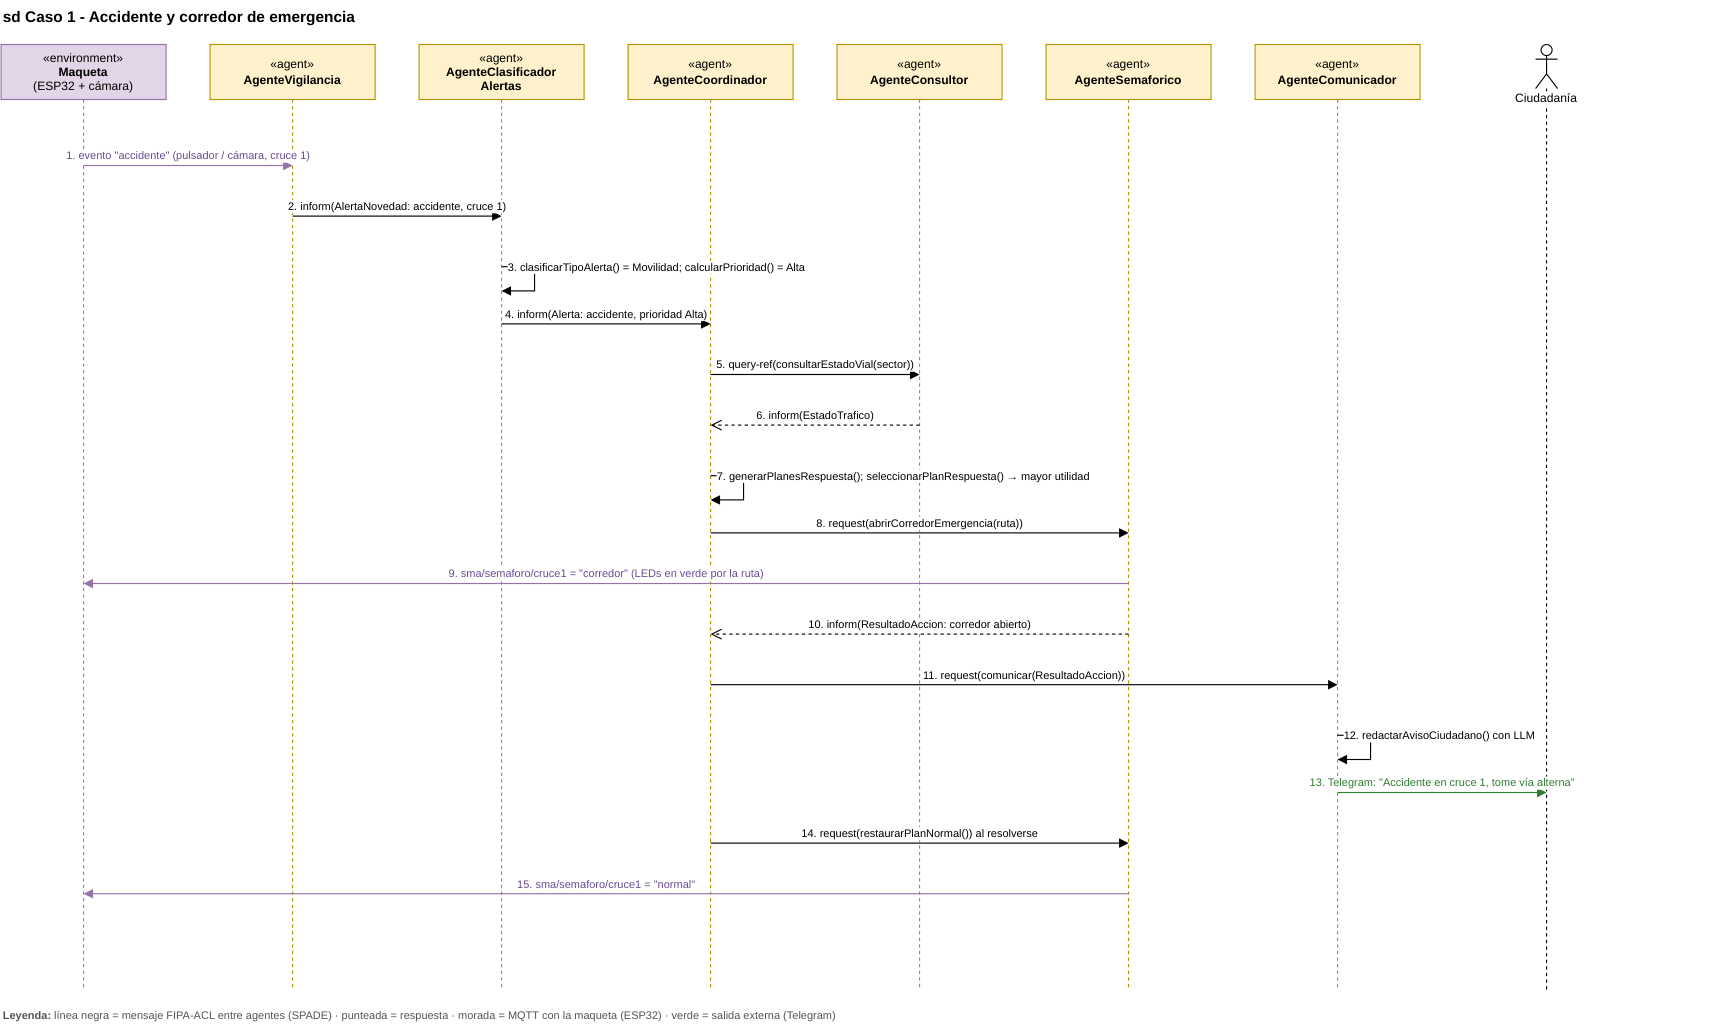 sd Caso 1 - Accidente y corredor de emergencia
«environment»
Maqueta
(ESP32 + cámara)
«agent»
AgenteVigilancia
«agent»
AgenteClasificador
Alertas
«agent»
AgenteCoordinador
«agent»
AgenteConsultor
«agent»
AgenteSemaforico
«agent»
AgenteComunicador
Ciudadanía
1. evento "accidente" (pulsador / cámara, cruce 1)
2. inform(AlertaNovedad: accidente, cruce 1)
3. clasificarTipoAlerta() = Movilidad; calcularPrioridad() = Alta
4. inform(Alerta: accidente, prioridad Alta)
5. query-ref(consultarEstadoVial(sector))
6. inform(EstadoTrafico)
7. generarPlanesRespuesta(); seleccionarPlanRespuesta() → mayor utilidad
8. request(abrirCorredorEmergencia(ruta))
9. sma/semaforo/cruce1 = "corredor" (LEDs en verde por la ruta)
10. inform(ResultadoAccion: corredor abierto)
11. request(comunicar(ResultadoAccion))
12. redactarAvisoCiudadano() con LLM
13. Telegram: "Accidente en cruce 1, tome vía alterna"
14. request(restaurarPlanNormal()) al resolverse
15. sma/semaforo/cruce1 = "normal"
Leyenda: línea negra = mensaje FIPA-ACL entre agentes (SPADE) · punteada = respuesta · morada = MQTT con la maqueta (ESP32) · verde = salida externa (Telegram)